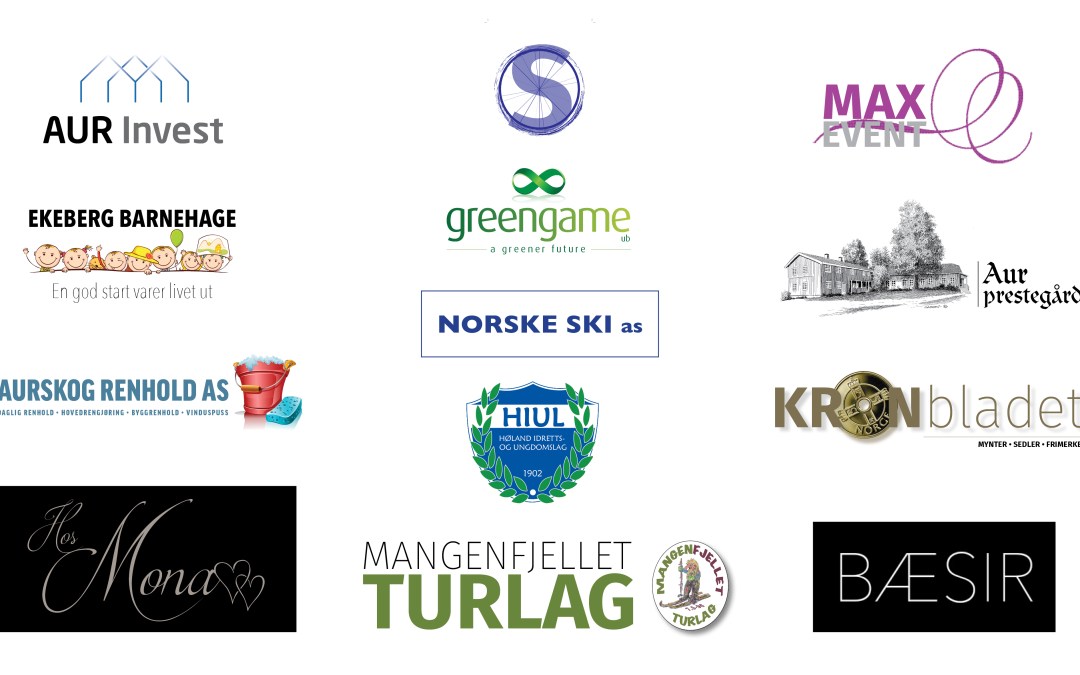 AUR Invest
EKEBERG BARNEHAGE
En god start varer livet ut
AURSKOG RENHOLD AS
DAGLIG RENHOLD • HOVEDRENGJØRING • BYGGRENHOLD • VINDUSPUSS
Hos
Mona
S
greengame
ub
a greener future
NORSKE SKI as
HIUL
HØLAND IDRETTS-
OG UNGDOMSLAG
1902
MANGENFJELLET
TURLAG
MANGENFJELLET
TURLAG
MAX
EVENT
Aur
prestegård
KRONbladet
NORGE
MYNTER • SEDLER • FRIMERKE
BÆSIR